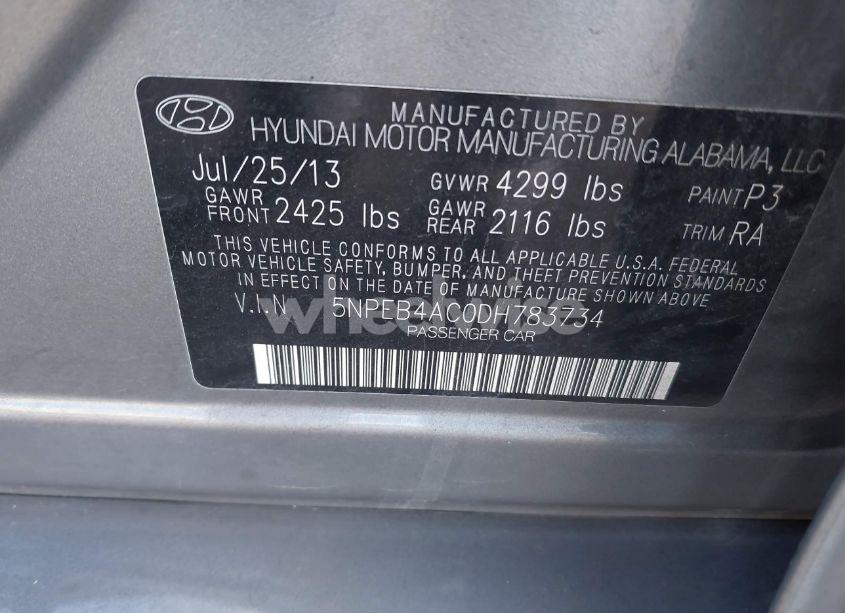 MANUFACTURED BY
HYUNDAI MOTOR MANUFACTURING ALABAMA, LLC
Jul/25/13 GVWR 4299 lbs PAINT P3
GAWR FRONT 2425 lbs GAWR REAR 2116 lbs TRIM RA
THIS VEHICLE CONFORMS TO ALL APPLICABLE U.S.A. FEDERAL
MOTOR VEHICLE SAFETY, BUMPER, AND THEFT PREVENTION STANDARDS
IN EFFECT ON THE DATE OF MANUFACTURE SHOWN ABOVE
V.I.N 5NPEB4AC0DH783734
PASSENGER CAR